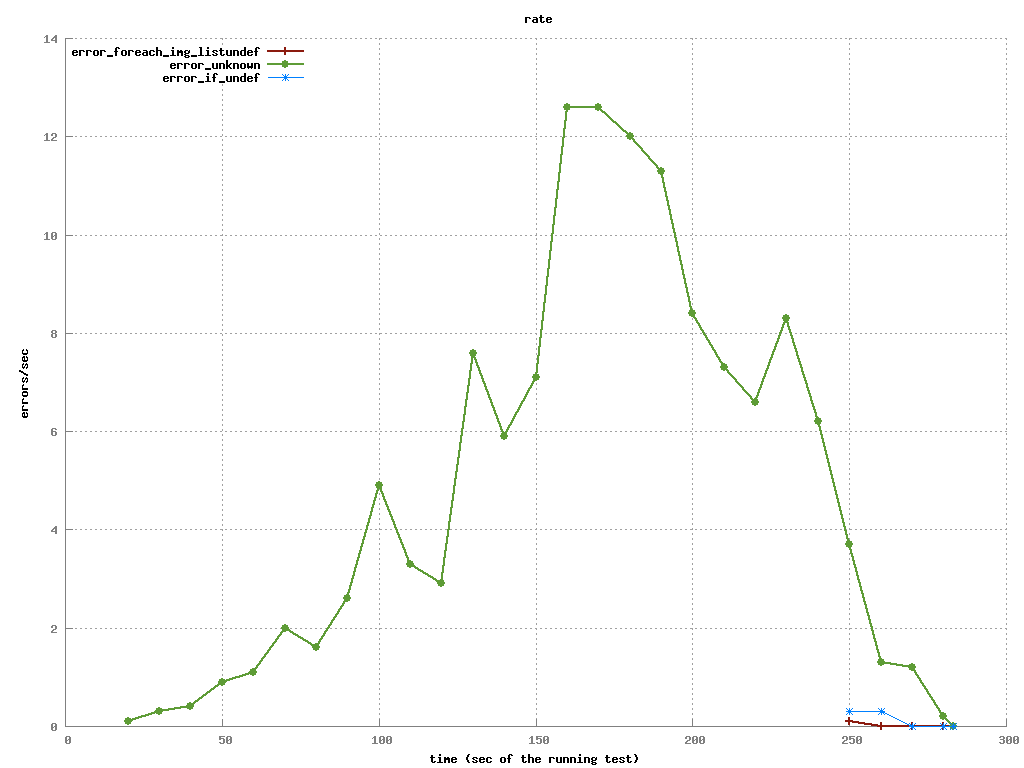 rate
14
error_foreach_img_listundef
error_unknown
error_if_undef
12
10
8
errors/sec
6
4
2
0
0 50 100 150 200 250 300
time (sec of the running test)